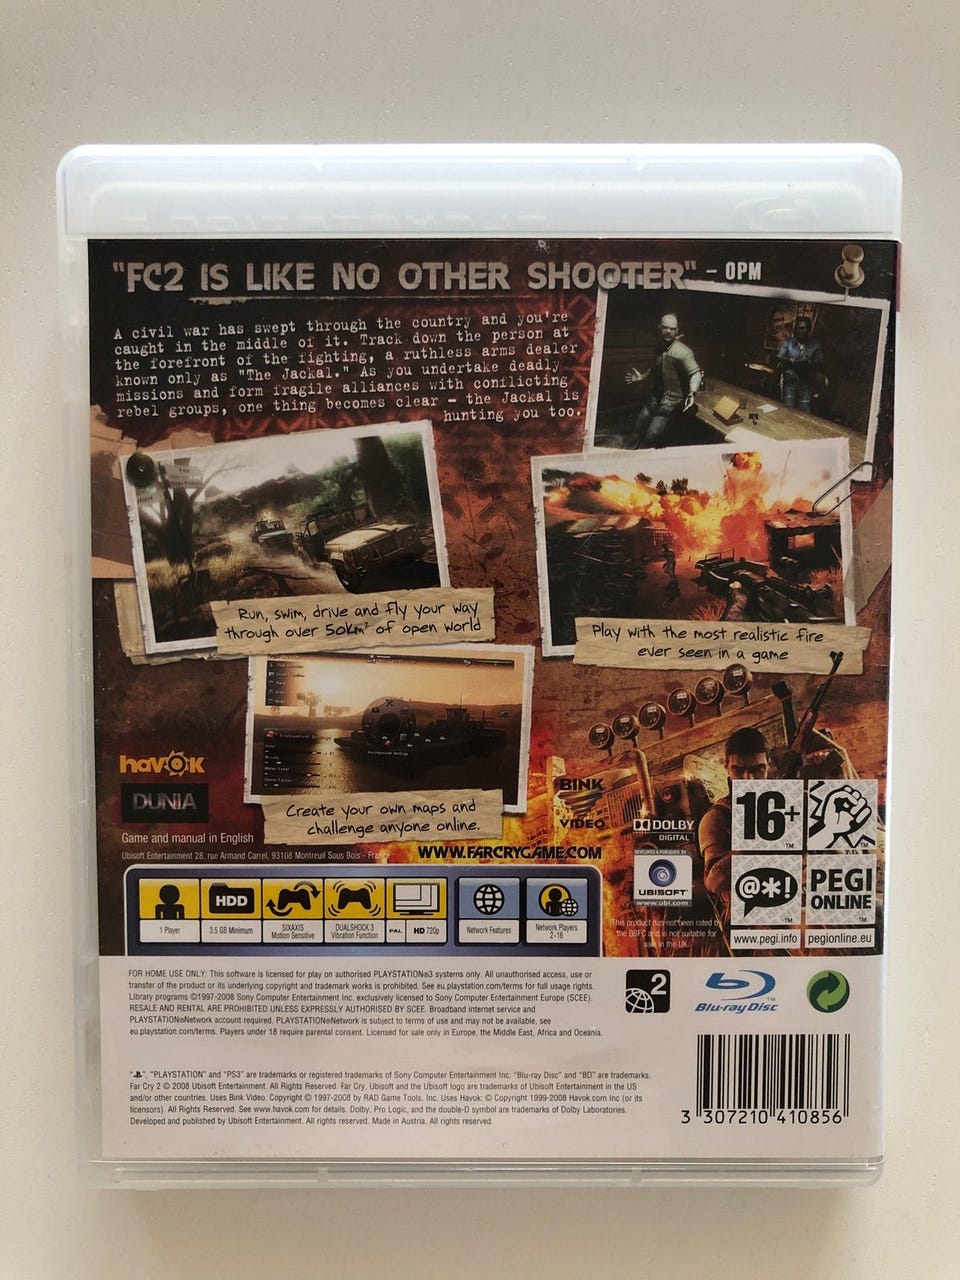 "FC2 IS LIKE NO OTHER SHOOTER" - OPM
A civil war has swept through the country and you're
caught in the middle of it. Track down the person at
the forefront of the fighting, a ruthless arms dealer
known only as "The Jackal." As you undertake deadly
missions and form fragile alliances with conflicting
rebel groups, one thing becomes clear - the Jackal is
hunting you too.
Run, swim, drive and fly your way
through over 50km² of open world
Play with the most realistic fire
ever seen in a game
Create your own maps and
challenge anyone online.
havok
DUNIA
Game and manual in English
Ubisoft Entertainment 28, rue Armand Carrel, 93108 Montreuil Sous Bois - France
WWW.FARCRYGAME.COM
BINK
VIDEO
DOLBY
DIGITAL
DEVELOPED & PUBLISHED BY
UBISOFT
www.ubi.com
This product has not been rated by
the BBFC and is not suitable for
sale in the UK.
16+
TM
TM
@*!
TM
PEGI
ONLINE
TM
www.pegi.info
pegionline.eu
1 Player
HDD
3.5 GB Minimum
SIXAXIS
Motion Sensitive
DUALSHOCK 3
Vibration Function
PAL HD 720p
Network Features
Network Players
2-16
FOR HOME USE ONLY: This software is licensed for play on authorised PLAYSTATION®3 systems only. All unauthorised access, use or
transfer of the product or its underlying copyright and trademark works is prohibited. See eu.playstation.com/terms for full usage rights.
Library programs ©1997-2008 Sony Computer Entertainment Inc. exclusively licensed to Sony Computer Entertainment Europe (SCEE).
RESALE AND RENTAL ARE PROHIBITED UNLESS EXPRESSLY AUTHORISED BY SCEE. Broadband internet service and
PLAYSTATION®Network account required. PLAYSTATION®Network is subject to terms of use and may not be available, see
eu.playstation.com/terms. Players under 18 require parental consent. Licensed for sale only in Europe, the Middle East, Africa and Oceania.
2
Blu-ray Disc
TM
" ", "PLAYSTATION" and "PS3" are trademarks or registered trademarks of Sony Computer Entertainment Inc. "Blu-ray Disc" and "BD" are trademarks.
Far Cry 2 © 2008 Ubisoft Entertainment. All Rights Reserved. Far Cry, Ubisoft and the Ubisoft logo are trademarks of Ubisoft Entertainment in the US
and/or other countries. Uses Bink Video. Copyright © 1997-2008 by RAD Game Tools, Inc. Uses Havok: © Copyright 1999-2008 Havok.com Inc (or its
licensors). All Rights Reserved. See www.havok.com for details. Dolby, Pro Logic, and the double-D symbol are trademarks of Dolby Laboratories.
Developed and published by Ubisoft Entertainment. All rights reserved. Made in Austria. All rights reserved.
3 307210 410856